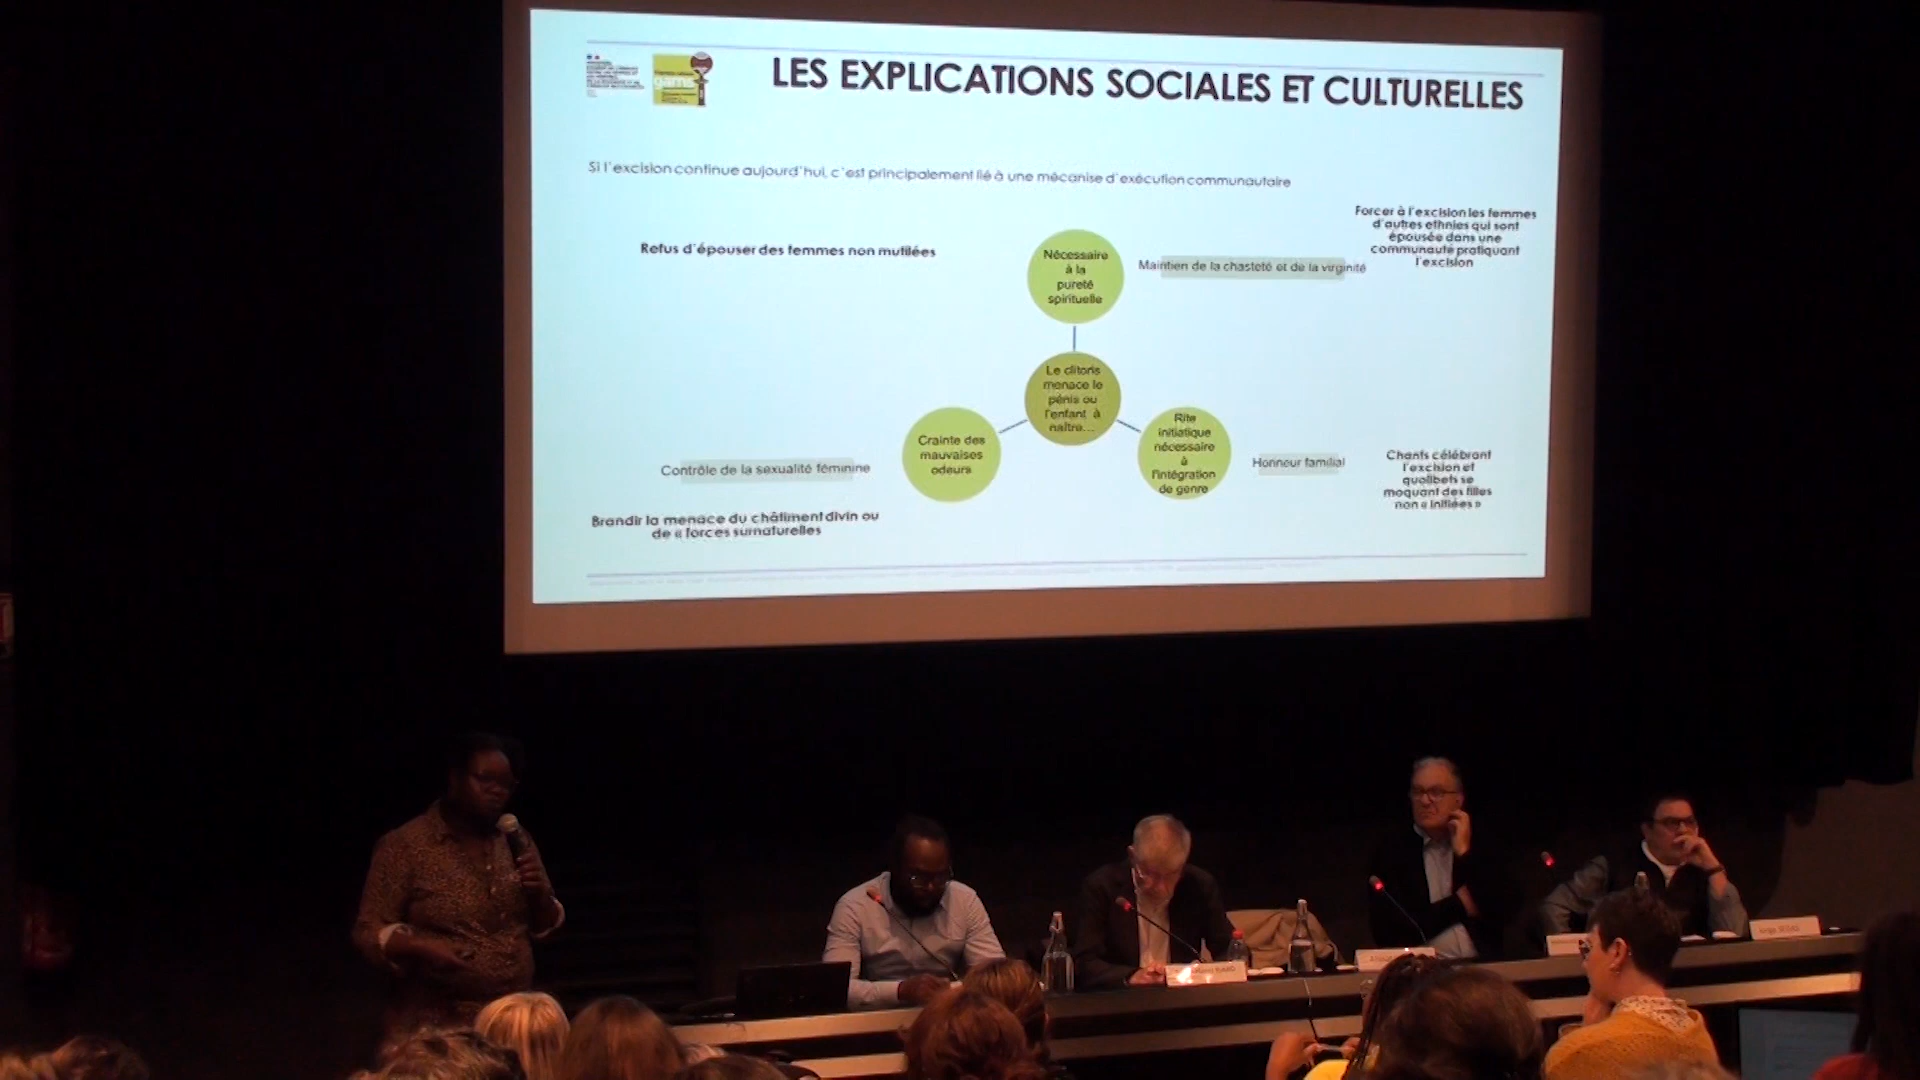 LES EXPLICATIONS SOCIALES ET CULTURELLES
Si l'excision continue aujourd'hui, c'est principalement lié à une mécanise d'exécution communautaire
Refus d'épouser des femmes non mutilées
Nécessaire
à la
pureté
spirituelle
Maintien de la chasteté et de la virginité
Forcer à l'excision les femmes
d'autres ethnies qui sont
épousée dans une
communauté pratiquant
l'excision
Le clitoris
menace le
pénis ou
l'enfant à
naître...
Crainte des
mauvaises
odeurs
Rite
initiatique
nécessaire
à
l'intégration
de genre
Contrôle de la sexualité féminine
Honneur familial
Chants célébrant
l'excision et
quolibets se
moquant des filles
non « initiées »
Brandir la menace du châtiment divin ou
de « forces surnaturelles